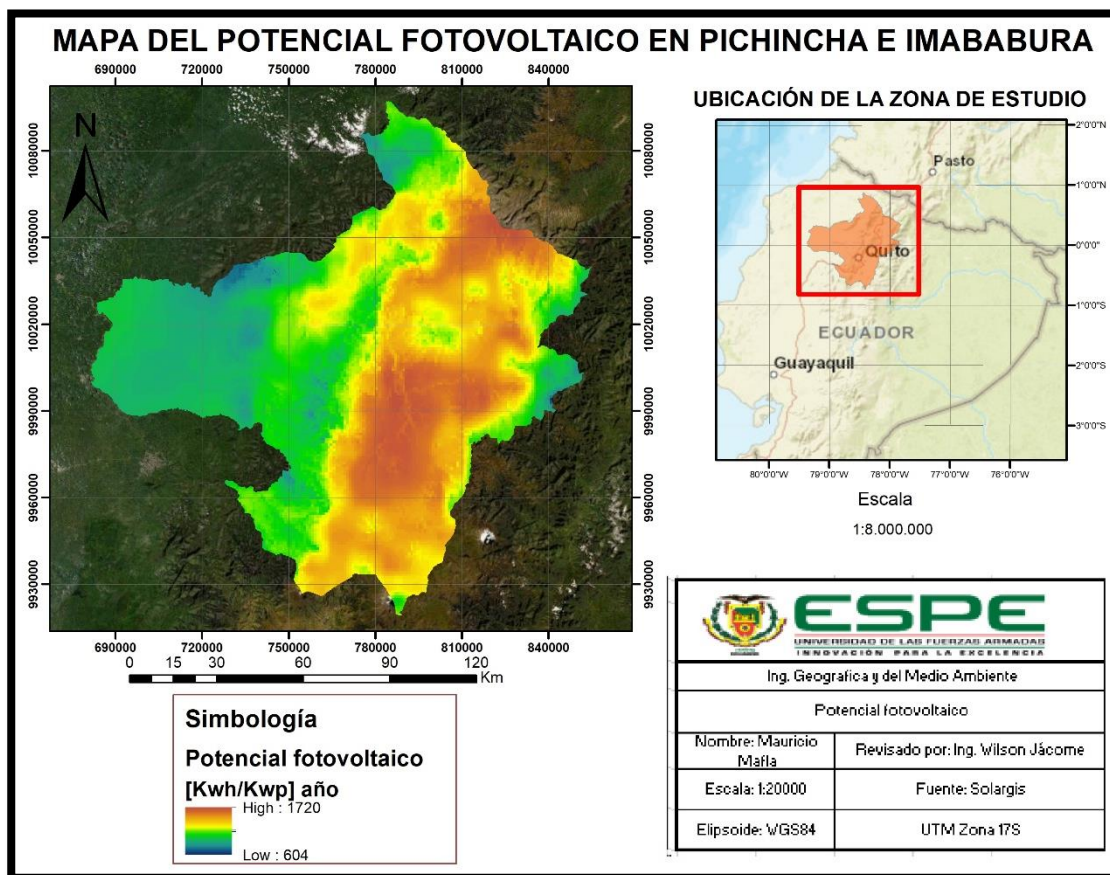 MAPA DEL POTENCIAL FOTOVOLTAICO EN PICHINCHA E IMABABURA
690000 720000 750000 780000 810000 840000
N
10080000
10050000
10020000
9990000
9960000
9930000
10080000
10050000
10020000
9990000
9960000
9930000
690000 720000 750000 780000 810000 840000
0 15 30 60 90 120
Km
Simbología
Potencial fotovoltaico
[Kwh/Kwp] año
High : 1720
Low : 604
UBICACIÓN DE LA ZONA DE ESTUDIO
Pasto
Quito
ECUADOR
Guayaquil
2°0'0"N
1°0'0"N
0°0'0"
1°0'0"S
2°0'0"S
3°0'0"S
80°0'0"W 79°0'0"W 78°0'0"W 77°0'0"W 76°0'0"W
Escala
1:8.000.000
ESPE
UNIVERSIDAD DE LAS FUERZAS ARMADAS
INNOVACIÓN PARA LA EXCELENCIA
Ing. Geografica y del Medio Ambiente
Potencial fotovoltaico
Nombre: Mauricio
Mafla
Revisado por: Ing. Wilson Jácome
Escala: 1:20000
Fuente: Solargis
Elipsoide: WGS84
UTM Zona 17S